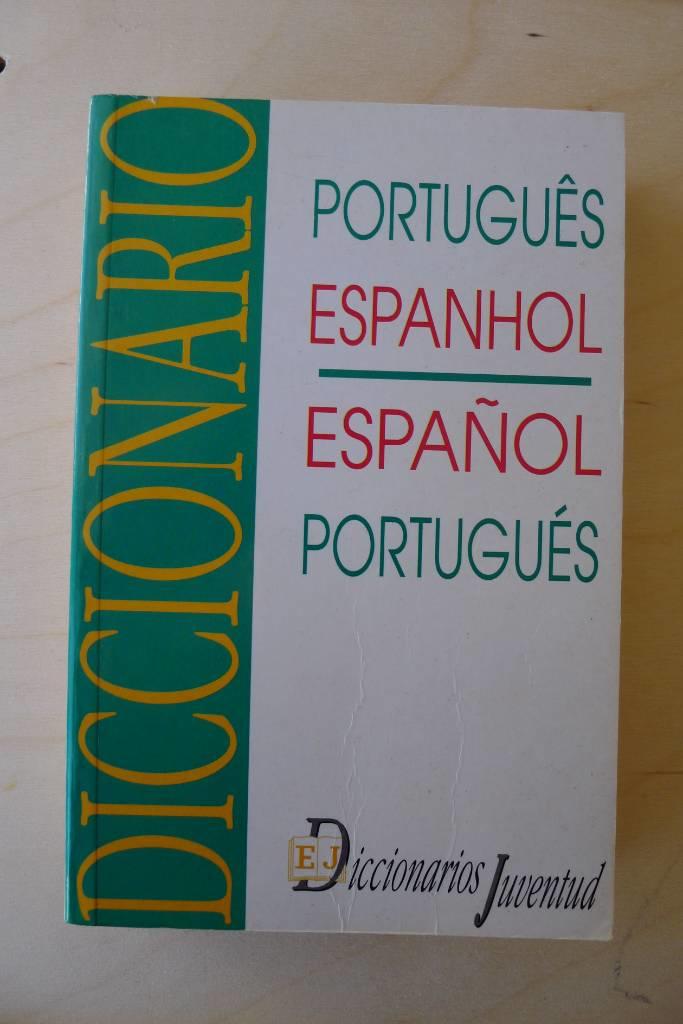 DICCIONARIO
PORTUGUÊS
ESPANHOL
ESPAÑOL
PORTUGUÉS
EJ
Diccionarios Juventud